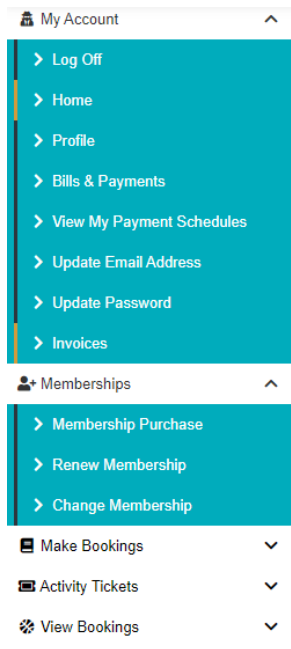 My Account
Log Off
Home
Profile
Bills & Payments
View My Payment Schedules
Update Email Address
Update Password
Invoices
Memberships
Membership Purchase
Renew Membership
Change Membership
Make Bookings
Activity Tickets
View Bookings